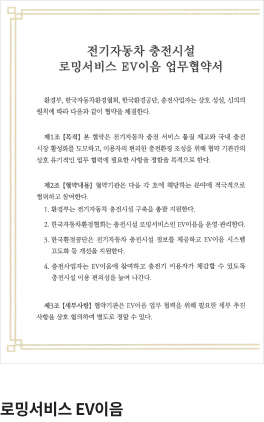 전기자동차 충전시설
로밍서비스 EV이음 업무협약서
환경부, 한국자동차환경협회, 한국환경공단, 충전사업자는 상호 성실, 신의의
원칙에 따라 다음과 같이 협약을 체결한다.
제1조 [목적] 본 협약은 전기자동차 충전 서비스 품질 제고와 국내 충전
시장 활성화를 도모하고, 이용자의 편리한 충전환경 조성을 위해 협약 기관간의
상호 유기적인 업무 협력에 필요한 사항을 정함을 목적으로 한다.
제2조 [협약내용] 협약기관은 다음 각 호에 해당하는 분야에 적극적으로
협력하고 참여한다.
1. 환경부는 전기자동차 충전시설 구축을 총괄 지원한다.
2. 한국자동차환경협회는 충전시설 로밍서비스인 EV이음을 운영·관리한다.
3. 한국환경공단은 전기자동차 충전시설 정보를 제공하고 EV이음 시스템
고도화 등 개선을 지원한다.
4. 충전사업자는 EV이음에 참여하고 충전기 이용자가 체감할 수 있도록
충전시설 이용 편의성을 높여 나간다.
제3조 [세부사항] 협약기관은 EV이음 업무 협력을 위해 필요한 세부 추진
사항을 상호 협의하여 별도로 정할 수 있다.
로밍서비스 EV이음